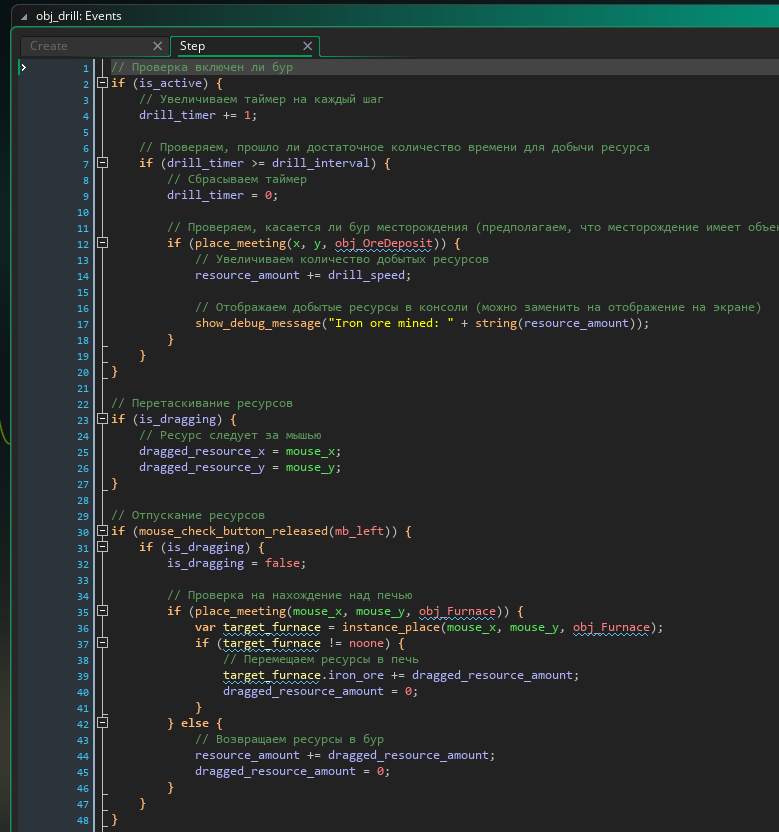 obj_drill: Events
Create
Step
1 // Проверка включен ли бур
2 if (is_active) {
3 // Увеличиваем таймер на каждый шаг
4 drill_timer += 1;
5
6 // Проверяем, прошло ли достаточное количество времени для добычи ресурса
7 if (drill_timer >= drill_interval) {
8 // Сбрасываем таймер
9 drill_timer = 0;
10
11 // Проверяем, касается ли бур месторождения (предполагаем, что месторождение имеет
12 if (place_meeting(x, y, obj_OreDeposit)) {
13 // Увеличиваем количество добытых ресурсов
14 resource_amount += drill_speed;
15
16 // Отображаем добытые ресурсы в консоли (можно заменить на отображение на экране)
17 show_debug_message("Iron ore mined: " + string(resource_amount));
18 }
19 }
20 }
21
22 // Перетаскивание ресурсов
23 if (is_dragging) {
24 // Ресурс следует за мышью
25 dragged_resource_x = mouse_x;
26 dragged_resource_y = mouse_y;
27 }
28
29 // Отпускание ресурсов
30 if (mouse_check_button_released(mb_left)) {
31 if (is_dragging) {
32 is_dragging = false;
33
34 // Проверка на нахождение над печью
35 if (place_meeting(mouse_x, mouse_y, obj_Furnace)) {
36 var target_furnace = instance_place(mouse_x, mouse_y, obj_Furnace);
37 if (target_furnace != noone) {
38 // Перемещаем ресурсы в печь
39 target_furnace.iron_ore += dragged_resource_amount;
40 dragged_resource_amount = 0;
41 }
42 } else {
43 // Возвращаем ресурсы в бур
44 resource_amount += dragged_resource_amount;
45 dragged_resource_amount = 0;
46 }
47 }
48 }